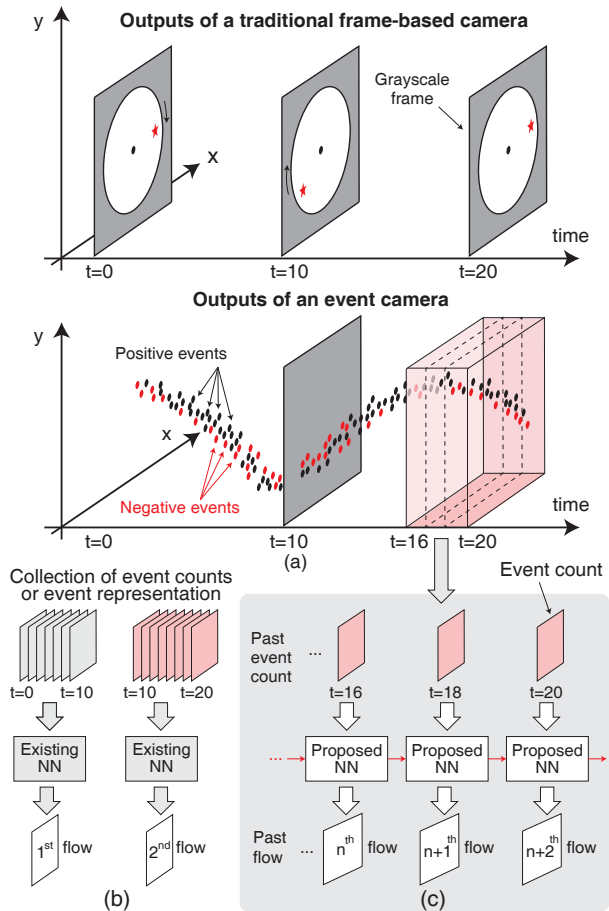 Outputs of a traditional frame-based camera
y
Grayscale
frame
x
time
t=0
t=10
t=20
Outputs of an event camera
y
Positive events
x
Negative events
time
t=0
t=10
t=16
t=20
(a)
Collection of event counts
or event representation
t=0
t=10
t=10
t=20
Existing
NN
Existing
NN
1st
flow
2nd
flow
(b)
Event count
Past
event
count
...
t=16
t=18
t=20
...
Proposed
NN
Proposed
NN
Proposed
NN
Past
flow
...
nth
flow
n+1th
flow
n+2th
flow
(c)